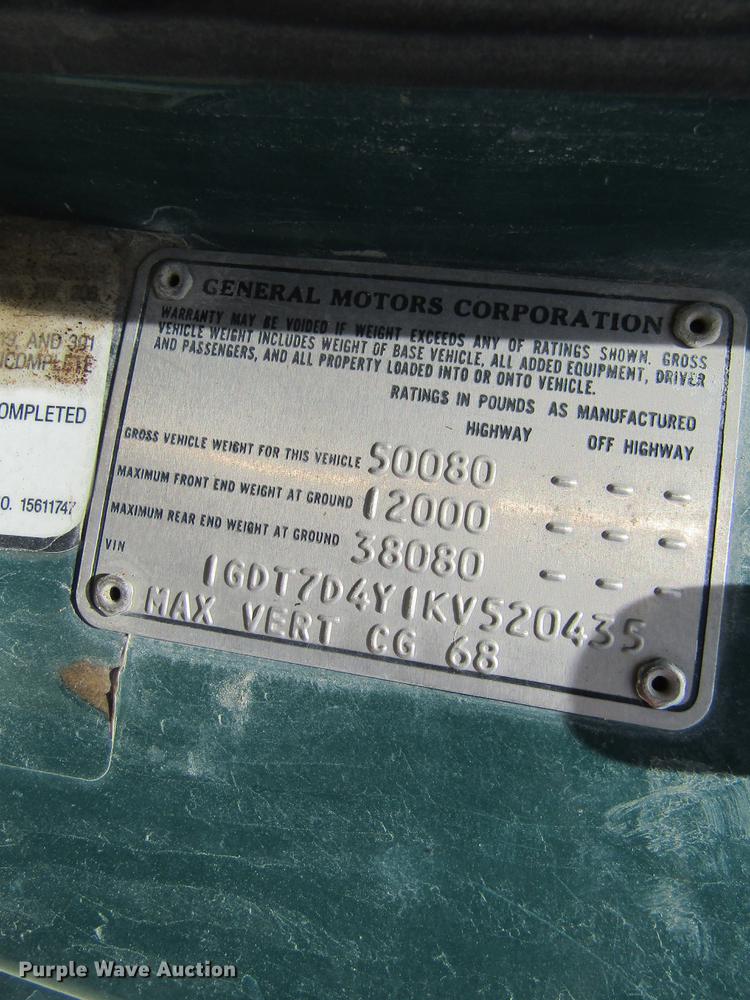 GENERAL MOTORS CORPORATION
WARRANTY MAY BE VOIDED IF WEIGHT EXCEEDS ANY OF RATINGS SHOWN. GROSS
VEHICLE WEIGHT INCLUDES WEIGHT OF BASE VEHICLE, ALL ADDED EQUIPMENT, DRIVER
AND PASSENGERS, AND ALL PROPERTY LOADED INTO OR ONTO VEHICLE.
RATINGS IN POUNDS AS MANUFACTURED
HIGHWAY OFF HIGHWAY
GROSS VEHICLE WEIGHT FOR THIS VEHICLE 50080 - - -
MAXIMUM FRONT END WEIGHT AT GROUND 12000 - - -
MAXIMUM REAR END WEIGHT AT GROUND 38080 - - -
VIN 1GDT7D4Y1KV520435
MAX VERT CG 68
AND 301
INCOMPLETE
OMPLETED
O. 15611747
Purple Wave Auction